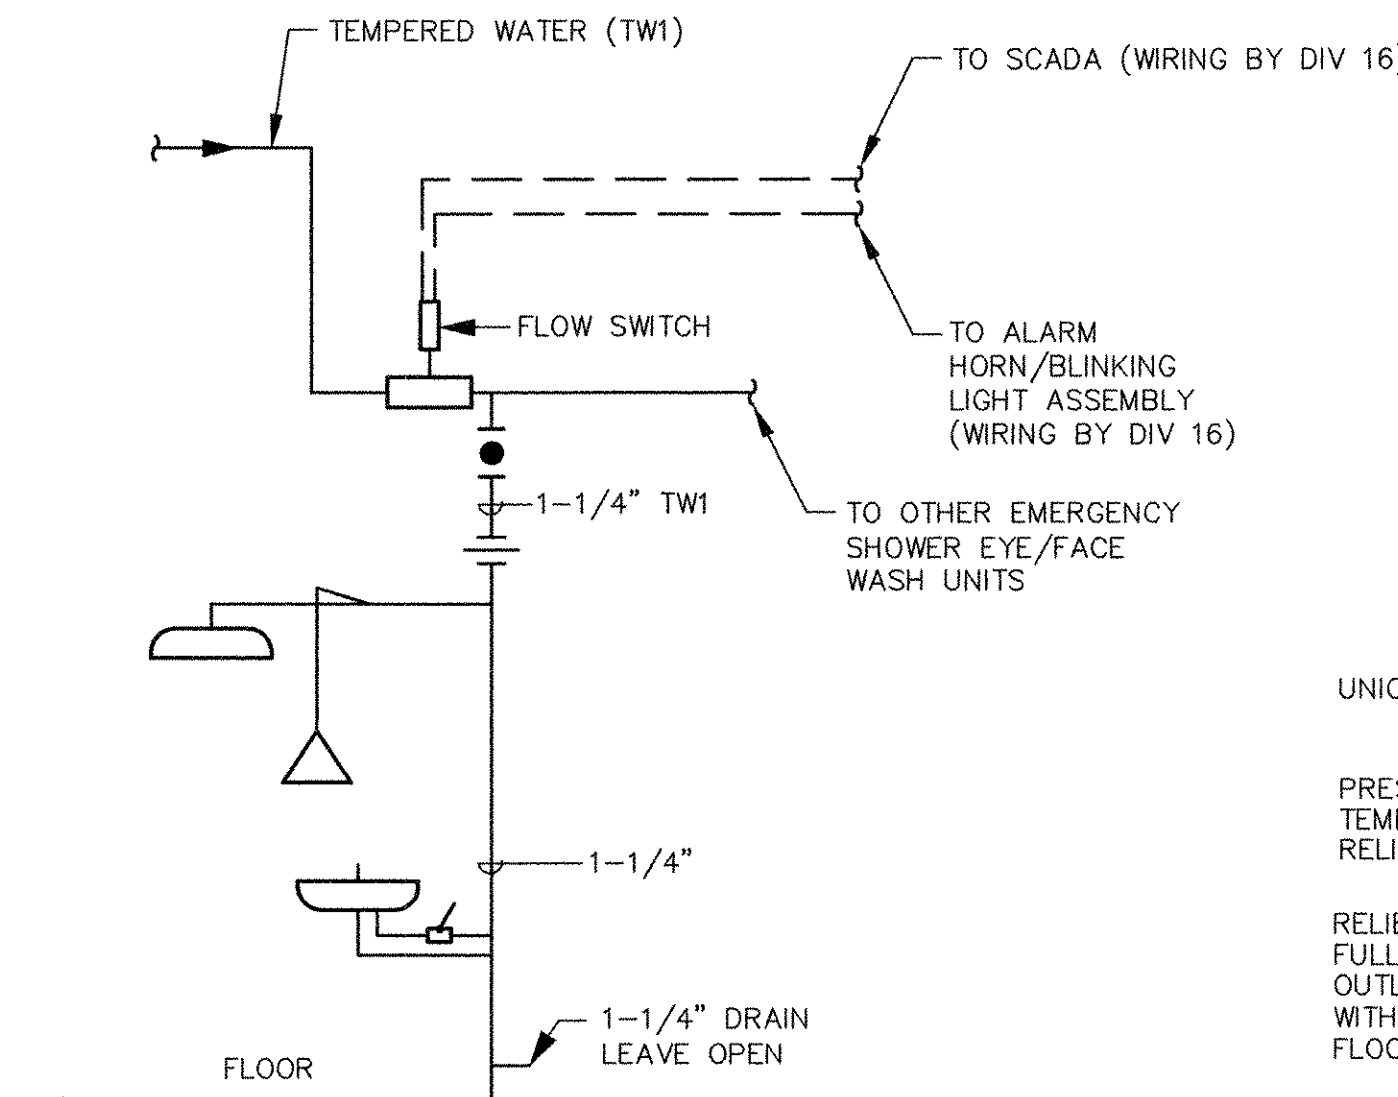 TEMPERED WATER (TW1)
TO SCADA (WIRING BY DIV 16)
FLOW SWITCH
TO ALARM
HORN/BLINKING
LIGHT ASSEMBLY
(WIRING BY DIV 16)
1-1/4" TW1
TO OTHER EMERGENCY
SHOWER EYE/FACE
WASH UNITS
1-1/4"
1-1/4" DRAIN
LEAVE OPEN
FLOOR